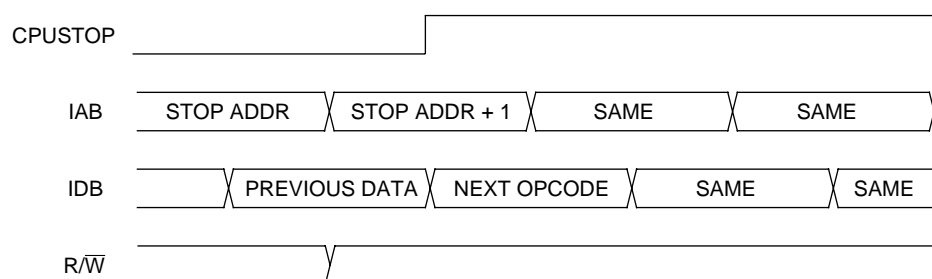 CPUSTOP
IAB STOP ADDR STOP ADDR + 1 SAME SAME
IDB PREVIOUS DATA NEXT OPCODE SAME SAME
R/W̅